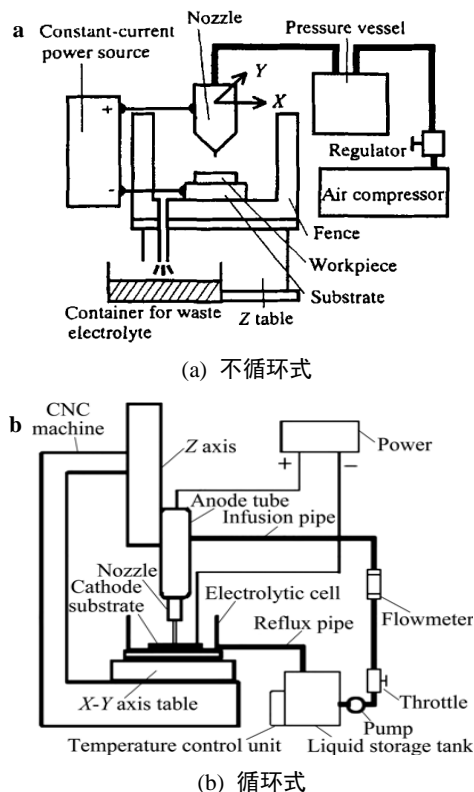 a
Constant-current
power source
Nozzle
Pressure vessel
Y
X
+
-
Regulator
Air compressor
Fence
Workpiece
Substrate
Container for waste
electrolyte
Z table
(a) 不循环式
b
CNC
machine
Z axis
Power
+
−
Anode tube
Infusion pipe
Nozzle
Cathode
substrate
Electrolytic cell
Reflux pipe
Flowmeter
X-Y axis table
Throttle
Pump
Temperature control unit
Liquid storage tank
(b) 循环式